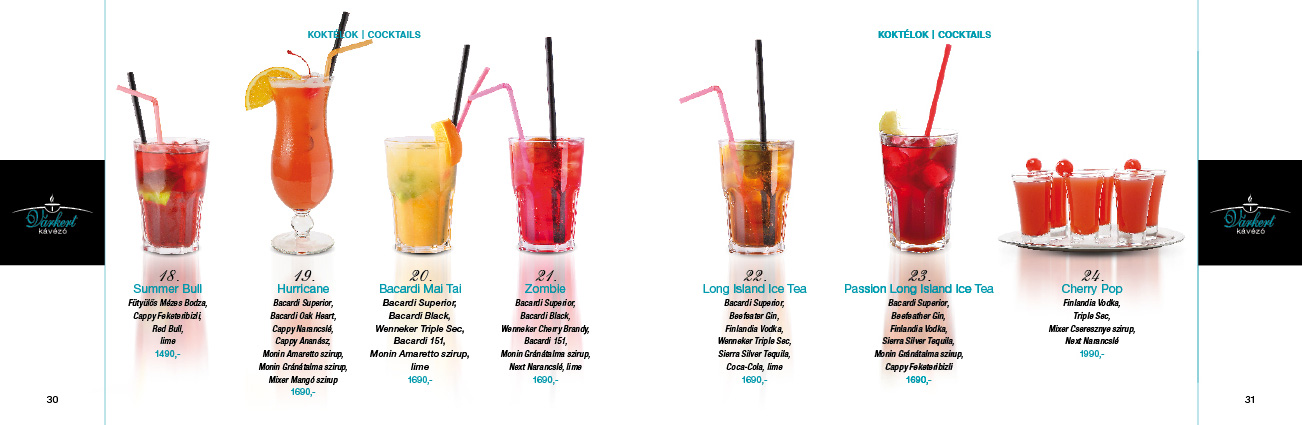 KOKTÉLOK | COCKTAILS
Várkert
kávézó
18.
Summer Bull
Fütyülős Mézes Bodza,
Cappy Feketeribizli,
Red Bull,
lime
1490,-
19.
Hurricane
Bacardi Superior,
Bacardi Oak Heart,
Cappy Narancslé,
Cappy Ananász,
Monin Amaretto szirup,
Monin Gránátalma szirup,
Mixer Mangó szirup
1690,-
20.
Bacardi Mai Tai
Bacardi Superior,
Bacardi Black,
Wenneker Triple Sec,
Bacardi 151,
Monin Amaretto szirup,
lime
1690,-
21.
Zombie
Bacardi Superior,
Bacardi Black,
Wenneker Cherry Brandy,
Bacardi 151,
Monin Gránátalma szirup,
Next Narancslé, lime
1690,-
30
KOKTÉLOK | COCKTAILS
22.
Long Island Ice Tea
Bacardi Superior,
Beefeater Gin,
Finlandia Vodka,
Wenneker Triple Sec,
Sierra Silver Tequila,
Coca-Cola, lime
1690,-
23.
Passion Long Island Ice Tea
Bacardi Superior,
Beefeather Gin,
Finlandia Vodka,
Sierra Silver Tequila,
Monin Gránátalma szirup,
Cappy Feketeribizli
1690,-
24.
Cherry Pop
Finlandia Vodka,
Triple Sec,
Mixer Cseresznye szirup,
Next Narancslé
1990,-
Várkert
kávézó
31